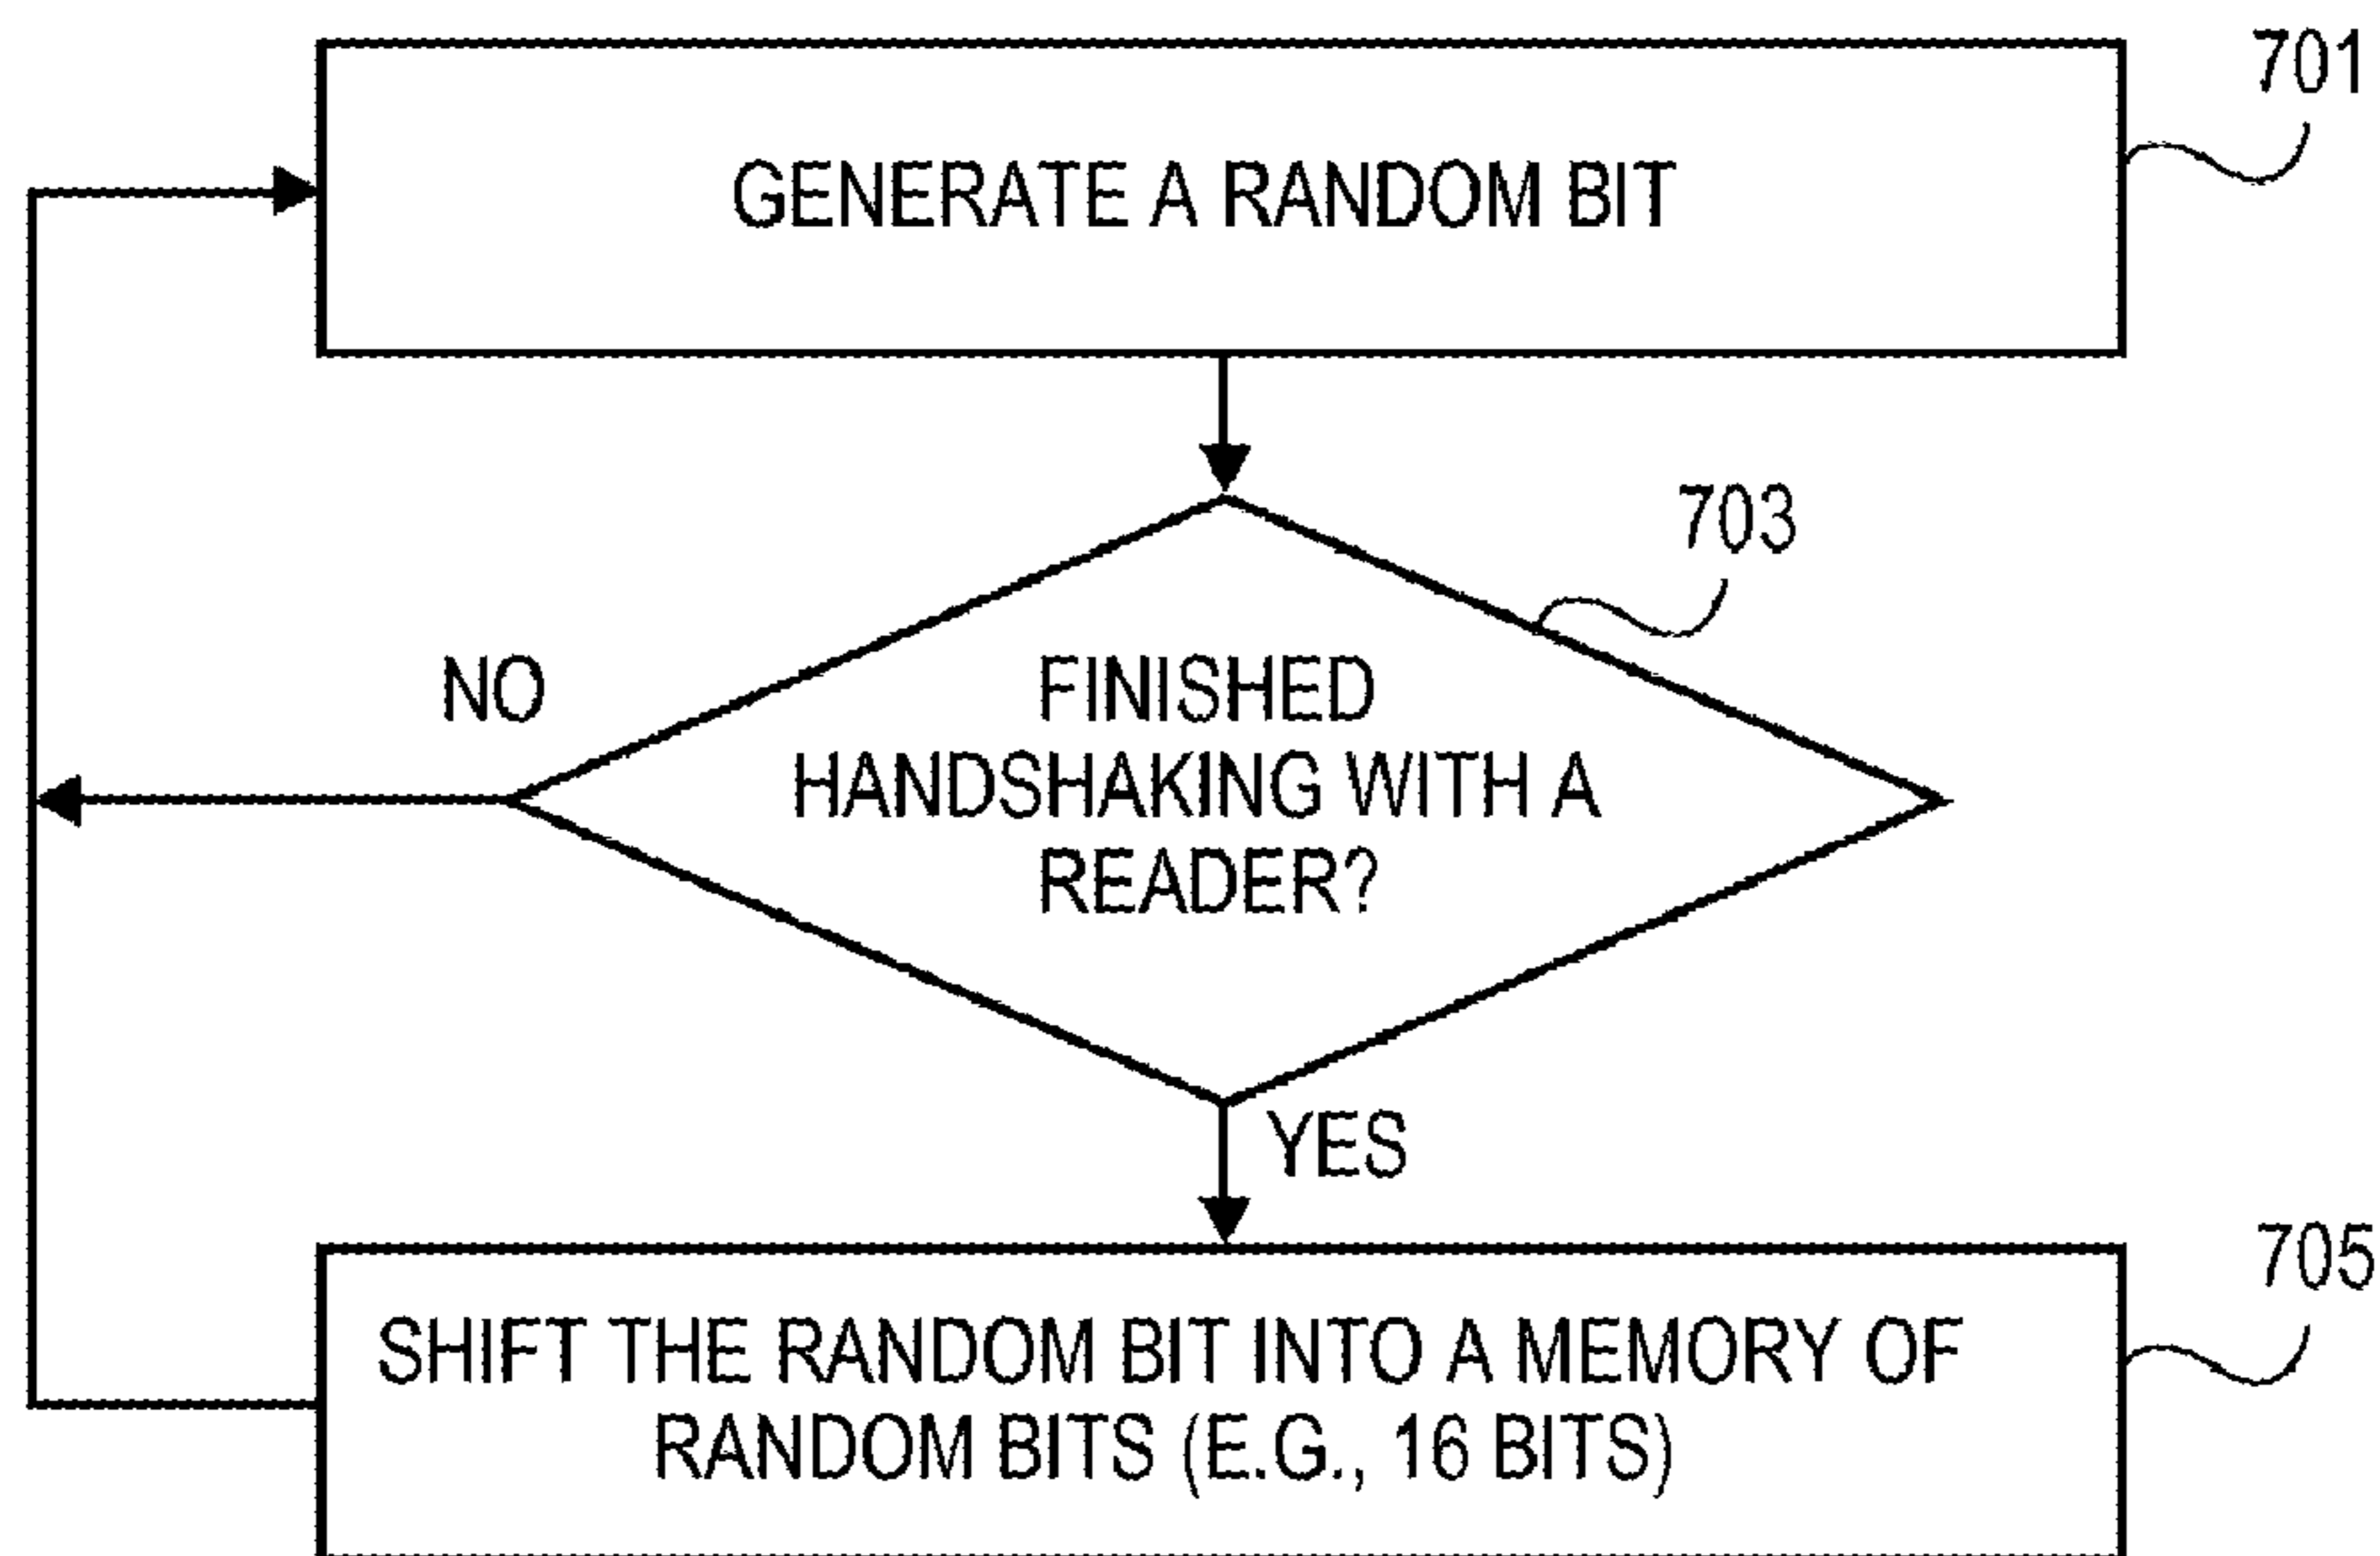 701
GENERATE A RANDOM BIT
703
NO
FINISHED
HANDSHAKING WITH A
READER?
YES
705
SHIFT THE RANDOM BIT INTO A MEMORY OF
RANDOM BITS (E.G., 16 BITS)